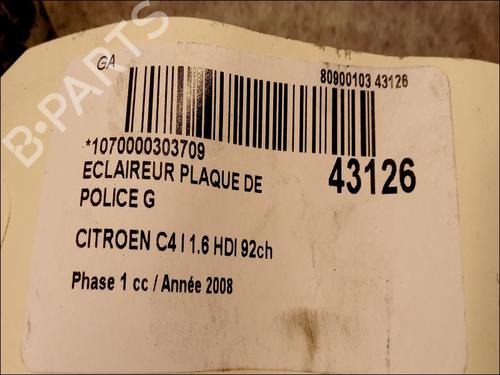 GA
80900103 43126
*1070000303709
ECLAIREUR PLAQUE DE
POLICE G
43126
CITROEN C4 I 1.6 HDI 92ch
Phase 1 cc / Année 2008
B-PARTS